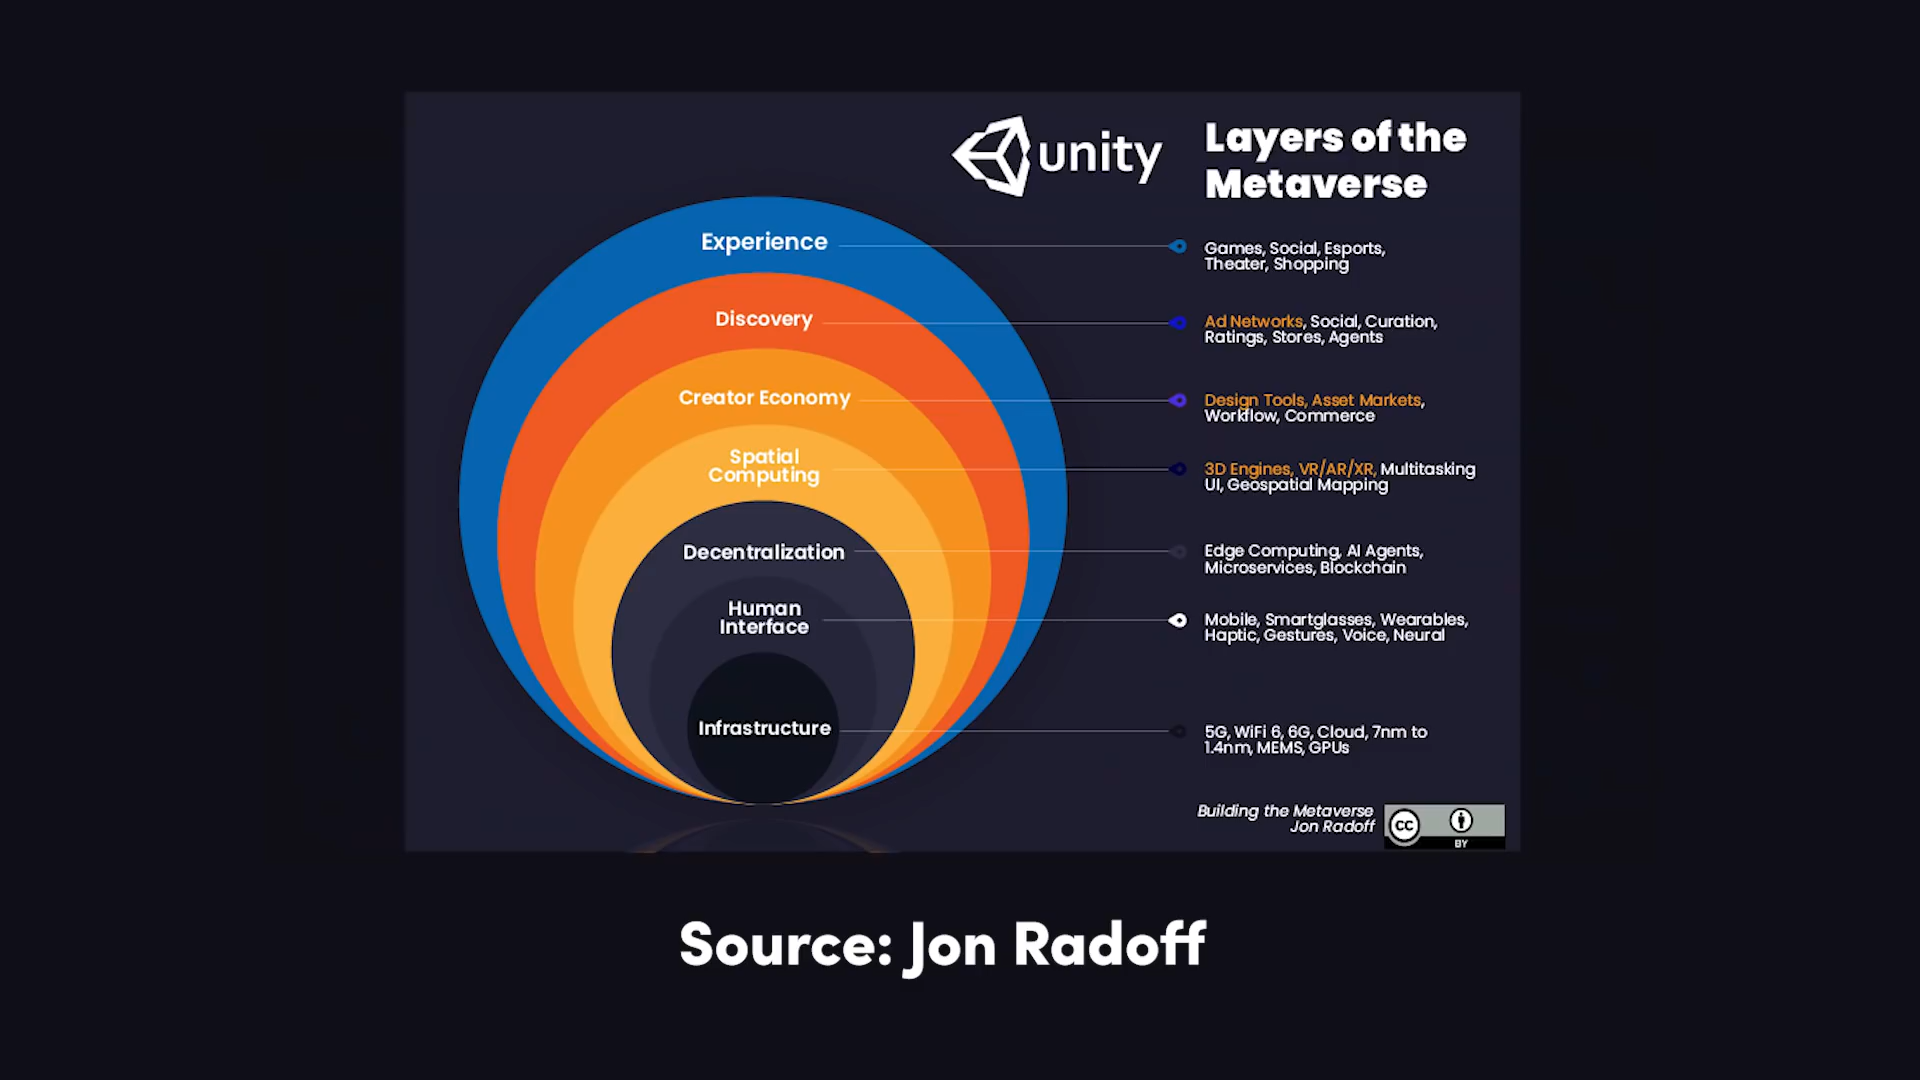 unity
Layers of the
Metaverse
Experience
Games, Social, Esports,
Theater, Shopping
Discovery
Ad Networks, Social, Curation,
Ratings, Stores, Agents
Creator Economy
Design Tools, Asset Markets,
Workflow, Commerce
Spatial
Computing
3D Engines, VR/AR/XR, Multitasking
UI, Geospatial Mapping
Decentralization
Edge Computing, AI Agents,
Microservices, Blockchain
Human
Interface
Mobile, Smartglasses, Wearables,
Haptic, Gestures, Voice, Neural
Infrastructure
5G, WiFi 6, 6G, Cloud, 7nm to
1.4nm, MEMS, GPUs
Building the Metaverse
Jon Radoff
CC
BY
Source: Jon Radoff